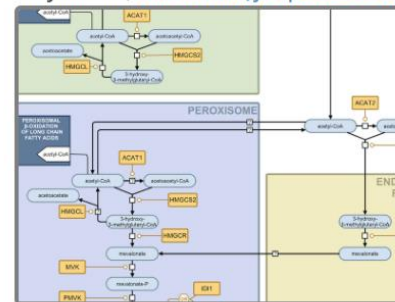 acetyl-CoA
ACAT1
acetyl-CoA
acetoacetyl-CoA
acetoacetate
HMGCS2
HMGCL
3-hydroxy-
3-methylglutaryl-CoA
PEROXISOME
PEROXISOMAL
β-OXIDATION
OF LONG CHAIN
FATTY ACIDS
acetyl-CoA
ACAT1
acetyl-CoA
acetoacetyl-CoA
acetoacetate
HMGCS2
HMGCL
3-hydroxy-
3-methylglutaryl-CoA
HMGCR
mevalonate
MVK
mevalonate-P
PMVK
IDI1
ACAT2
acetyl-CoA
END
3-hydroxy-
3-methylglutaryl-CoA
mevalonate